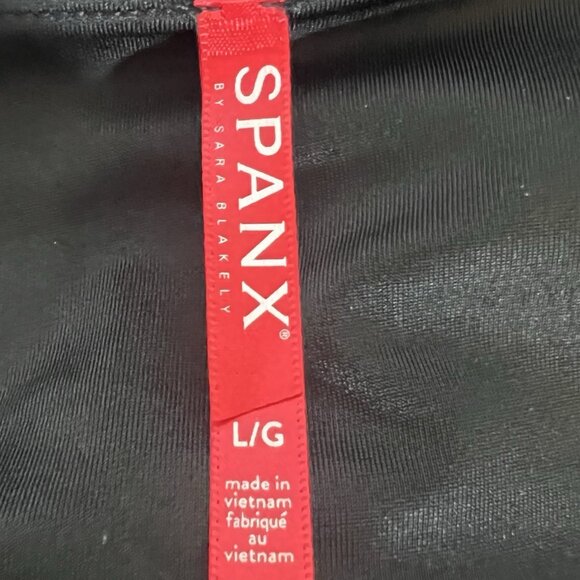 SPANX®
BY SARA BLAKELY
L/G
made in
vietnam
fabriqué
au
vietnam